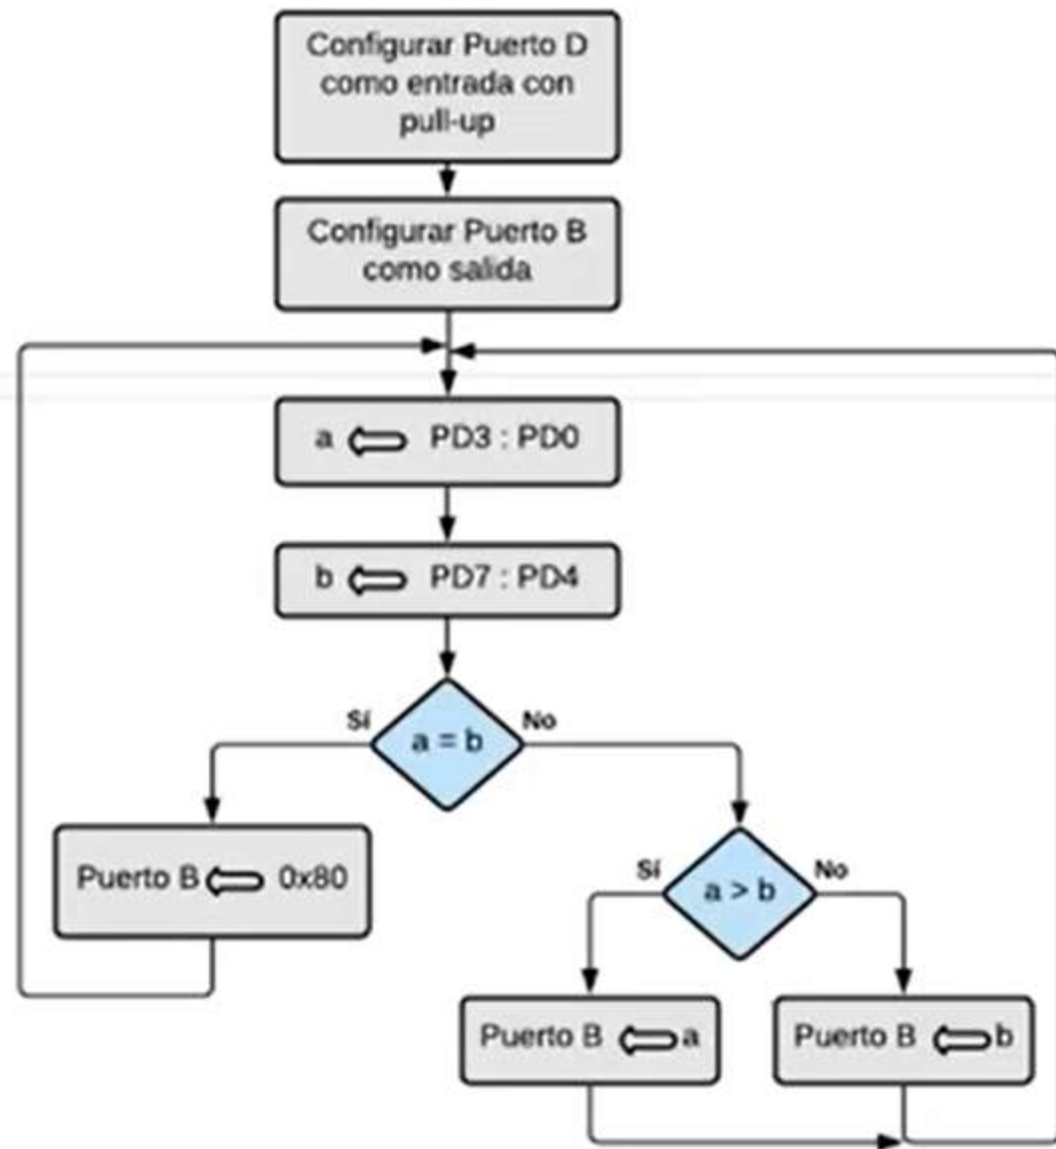 Configurar Puerto D
como entrada con
pull-up
Configurar Puerto B
como salida
a PD3 : PD0
b PD7 : PD4
Sí
a = b
No
Puerto B 0x80
Sí
a > b
No
Puerto B a
Puerto B b